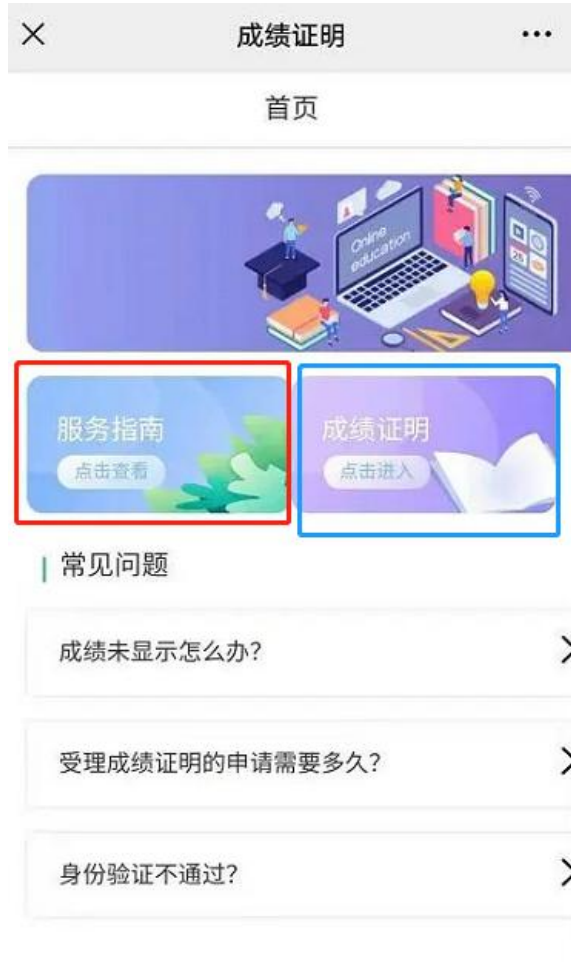 成绩证明
首页
Online
education
25
服务指南
点击查看
成绩证明
点击进入
常见问题
成绩未显示怎么办?
受理成绩证明的申请需要多久?
身份验证不通过?